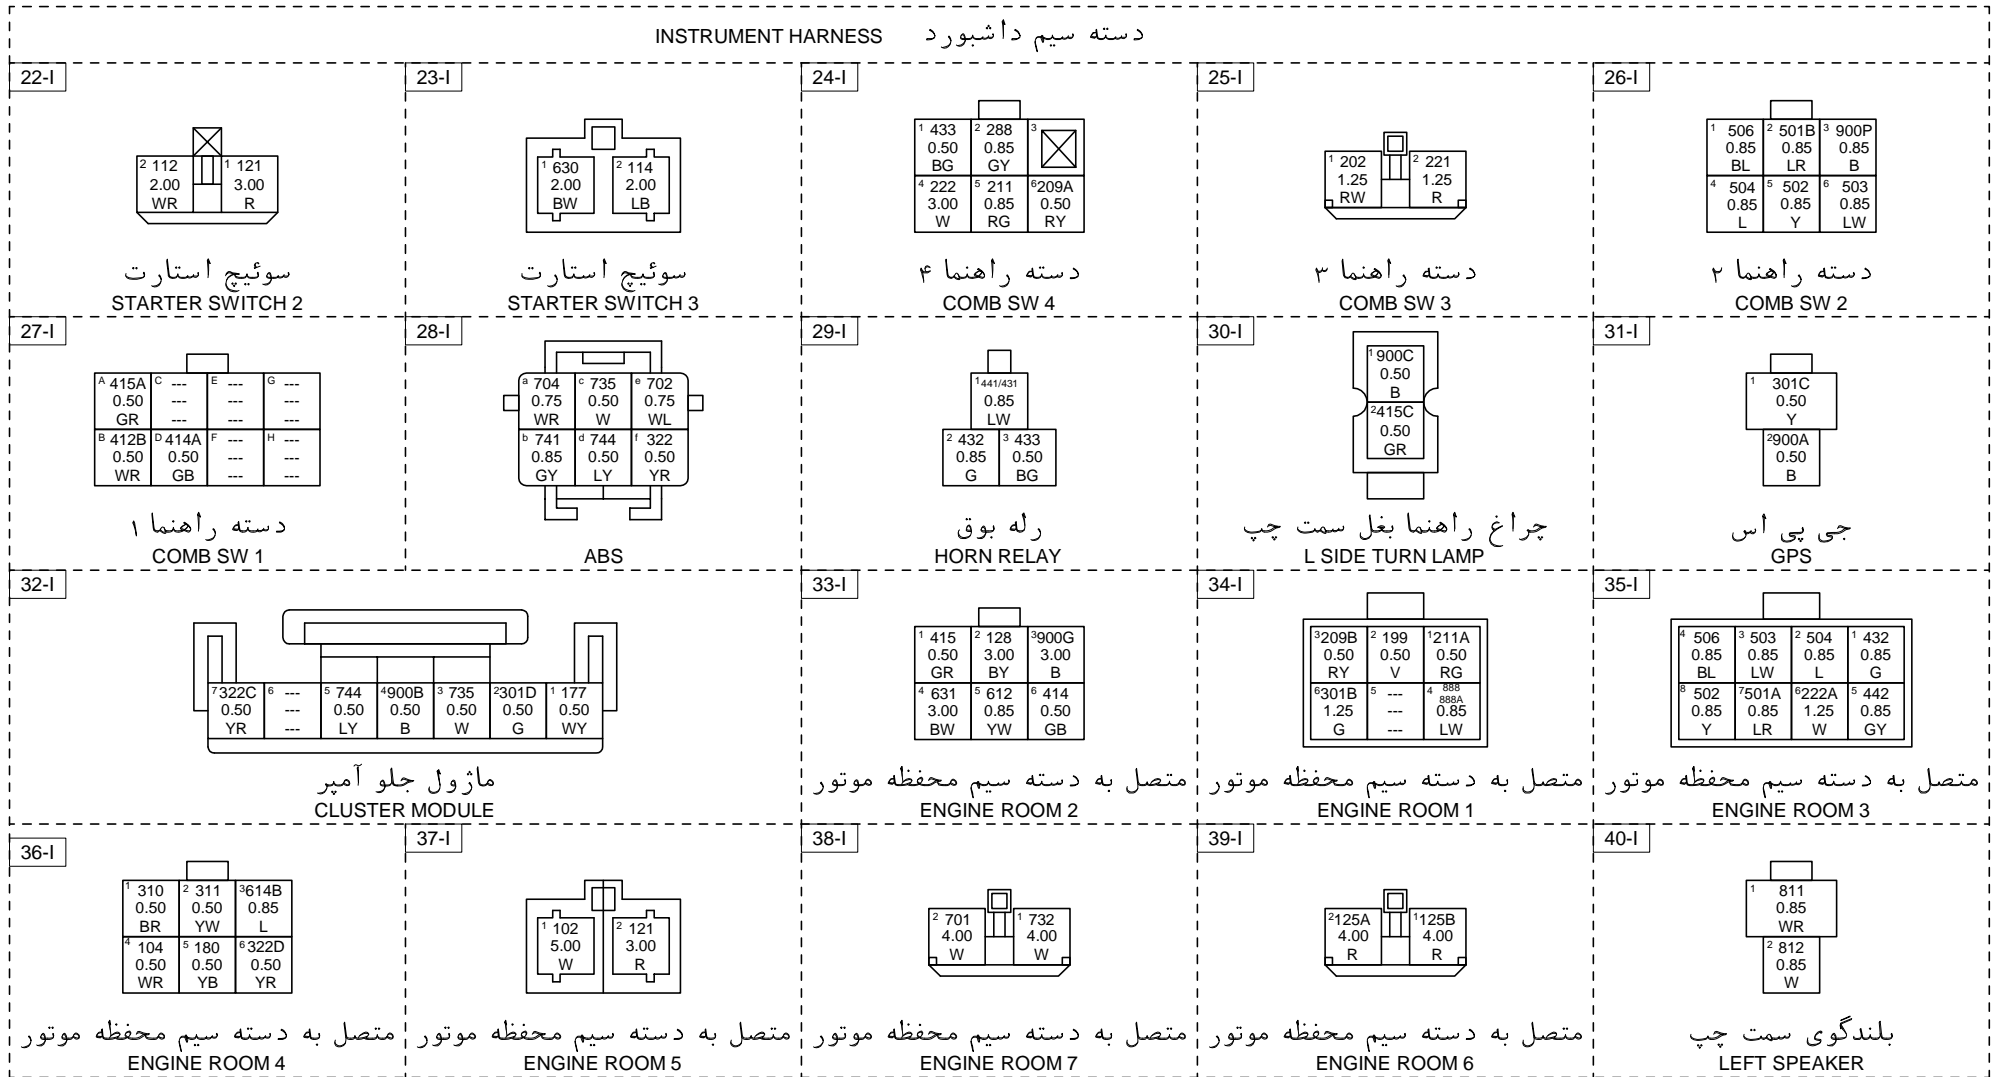 INSTRUMENT HARNESS دسته سیم داشبورد
22-I
2 112 1 121
2.00 3.00
WR R
سوئیچ استارت
STARTER SWITCH 2
23-I
1 630 2 114
2.00 2.00
BW LB
سوئیچ استارت
STARTER SWITCH 3
24-I
1 433 2 288 3
0.50 0.85
BG GY
4 222 5 211 6 209A
3.00 0.85 0.50
W RG RY
دسته راهنما ۴
COMB SW 4
25-I
1 202 2 221
1.25 1.25
RW R
دسته راهنما ۳
COMB SW 3
26-I
1 506 2 501B 3 900P
0.85 0.85 0.85
BL LR B
4 504 5 502 6 503
0.85 0.85 0.85
L Y LW
دسته راهنما ۲
COMB SW 2
27-I
A 415A C --- E --- G ---
0.50 --- --- ---
GR --- --- ---
B 412B D 414A F --- H ---
0.50 0.50 --- ---
WR GB --- ---
دسته راهنما ۱
COMB SW 1
28-I
a 704 c 735 e 702
0.75 0.50 0.75
WR W WL
b 741 d 744 f 322
0.85 0.50 0.50
GY LY YR
ABS
29-I
1 441/431
0.85
LW
2 432 3 433
0.85 0.50
G BG
رله بوق
HORN RELAY
30-I
1 900C
0.50
B
2 415C
0.50
GR
چراغ راهنما بغل سمت چپ
L SIDE TURN LAMP
31-I
1 301C
0.50
Y
2 900A
0.50
B
جی پی اس
GPS
32-I
7 322C 6 --- 5 744 4 900B 3 735 2 301D 1 177
0.50 --- 0.50 0.50 0.50 0.50 0.50
YR --- LY B W G WY
ماژول جلو آمپر
CLUSTER MODULE
33-I
1 415 2 128 3 900G
0.50 3.00 3.00
GR BY B
4 631 5 612 6 414
3.00 0.85 0.50
BW YW GB
متصل به دسته سیم محفظه موتور
ENGINE ROOM 2
34-I
3 209B 2 199 1 211A
0.50 0.50 0.50
RY V RG
6 301B 5 --- 4 888
888A
1.25 --- 0.85
G --- LW
متصل به دسته سیم محفظه موتور
ENGINE ROOM 1
35-I
4 506 3 503 2 504 1 432
0.85 0.85 0.85 0.85
BL LW L G
8 502 7 501A 6 222A 5 442
0.85 0.85 1.25 0.85
Y LR W GY
متصل به دسته سیم محفظه موتور
ENGINE ROOM 3
36-I
1 310 2 311 3 614B
0.50 0.50 0.85
BR YW L
4 104 5 180 6 322D
0.50 0.50 0.50
WR YB YR
متصل به دسته سیم محفظه موتور
ENGINE ROOM 4
37-I
1 102 2 121
5.00 3.00
W R
متصل به دسته سیم محفظه موتور
ENGINE ROOM 5
38-I
2 701 1 732
4.00 4.00
W W
متصل به دسته سیم محفظه موتور
ENGINE ROOM 7
39-I
2 125A 1 125B
4.00 4.00
R R
متصل به دسته سیم محفظه موتور
ENGINE ROOM 6
40-I
1 811
0.85
WR
2 812
0.85
W
بلندگوی سمت چپ
LEFT SPEAKER